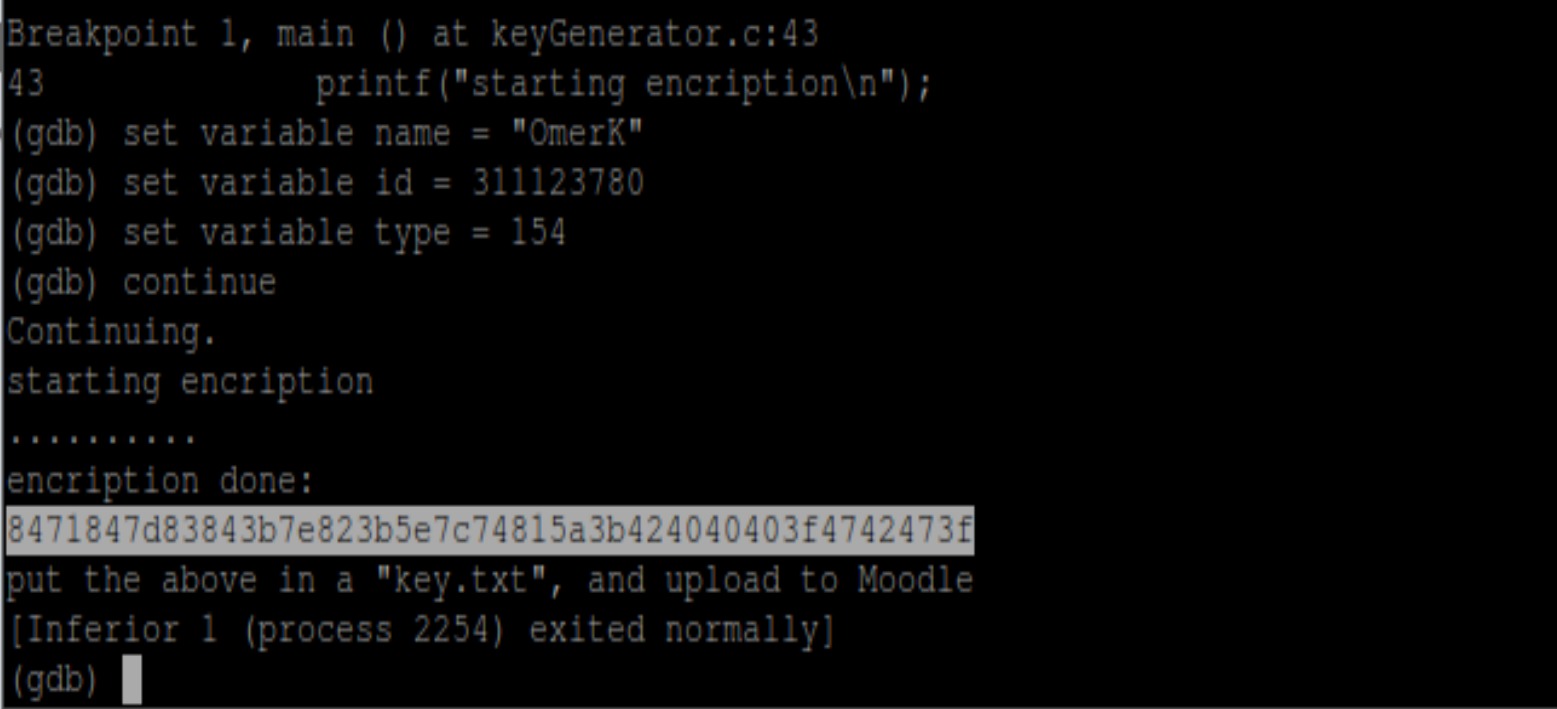 Breakpoint 1, main () at keyGenerator.c:43
43              printf("starting encription\n");
(gdb) set variable name = "OmerK"
(gdb) set variable id = 311123780
(gdb) set variable type = 154
(gdb) continue
Continuing.
starting encription
..........
encription done:
8471847d83843b7e823b5e7c74815a3b424040403f4742473f
put the above in a "key.txt", and upload to Moodle
[Inferior 1 (process 2254) exited normally]
(gdb)